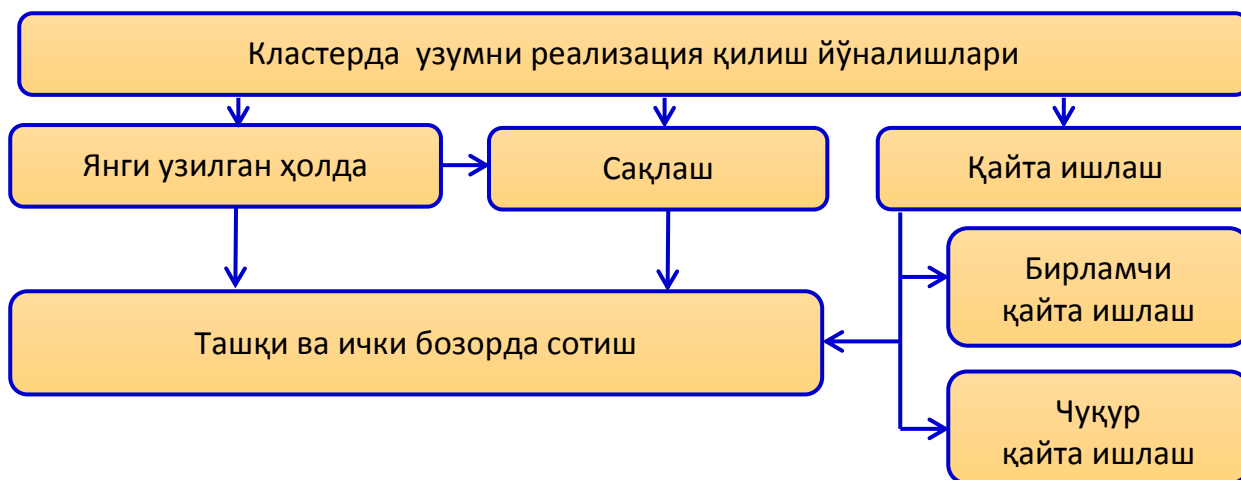 Кластерда узумни реализация қилиш йўналишлари
Янги узилган ҳолда
Сақлаш
Қайта ишлаш
Бирламчи
қайта ишлаш
Ташқи ва ички бозорда сотиш
Чуқур
қайта ишлаш